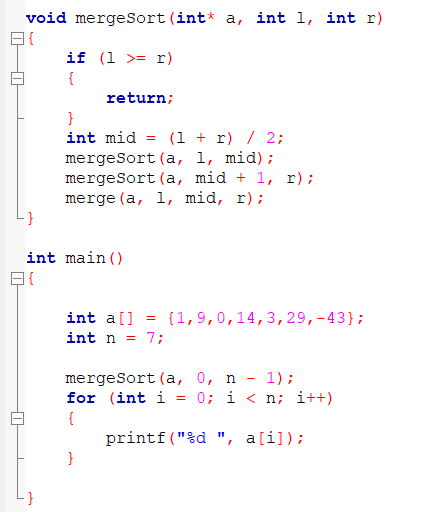 void mergeSort(int* a, int l, int r)
{
    if (l >= r)
    {
        return;
    }
    int mid = (l + r) / 2;
    mergeSort(a, l, mid);
    mergeSort(a, mid + 1, r);
    merge(a, l, mid, r);
}

int main()
{

    int a[] = {1,9,0,14,3,29,-43};
    int n = 7;

    mergeSort(a, 0, n - 1);
    for (int i = 0; i < n; i++)
    {
        printf("%d ", a[i]);
    }

}